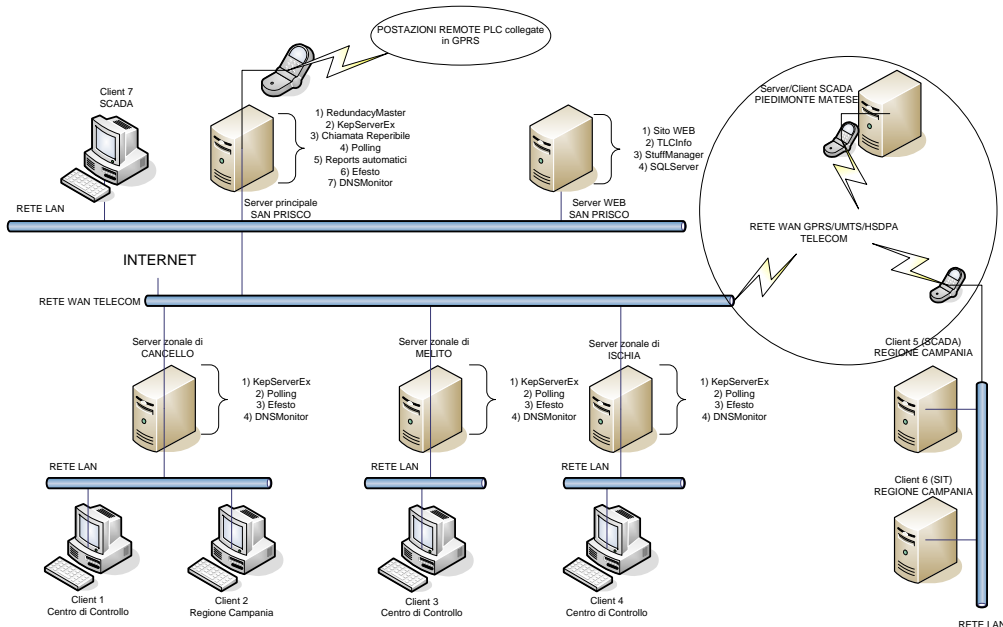 POSTAZIONI REMOTE PLC collegate
in GPRS
Client 7
SCADA
1) RedundacyMaster
2) KepServerEx
3) Chiamata Reperibile
4) Polling
5) Reports automatici
6) Efesto
7) DNSMonitor
1) Sito WEB
2) TLCInfo
3) StuffManager
4) SQLServer
Server/Client SCADA
PIEDIMONTE MATESE
RETE LAN
Server principale
SAN PRISCO
Server WEB
SAN PRISCO
RETE WAN GPRS/UMTS/HSDPA
TELECOM
INTERNET
RETE WAN TELECOM
Server zonale di
CANCELLO
Server zonale di
MELITO
Server zonale di
ISCHIA
Client 5 (SCADA)
REGIONE CAMPANIA
1) KepServerEx
2) Polling
3) Efesto
4) DNSMonitor
1) KepServerEx
2) Polling
3) Efesto
4) DNSMonitor
1) KepServerEx
2) Polling
3) Efesto
4) DNSMonitor
RETE LAN
RETE LAN
RETE LAN
Client 6 (SIT)
REGIONE CAMPANIA
Client 1
Centro di Controllo
Client 2
Regione Campania
Client 3
Centro di Controllo
Client 4
Centro di Controllo
RETE LAN